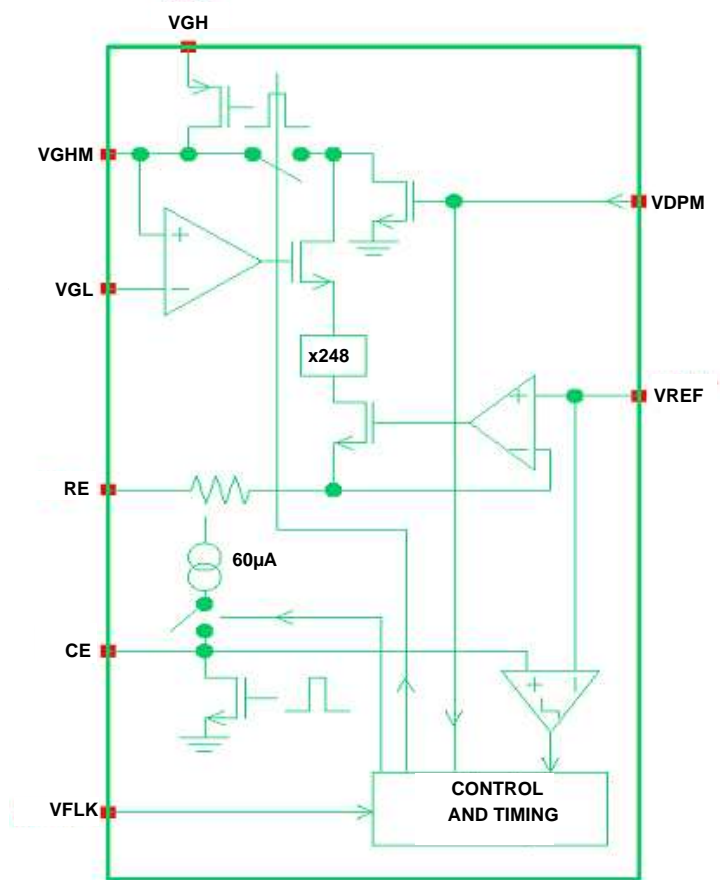 VGH
VGHM
VDPM
VGL
x248
VREF
RE
60µA
CE
CONTROL
AND TIMING
VFLK